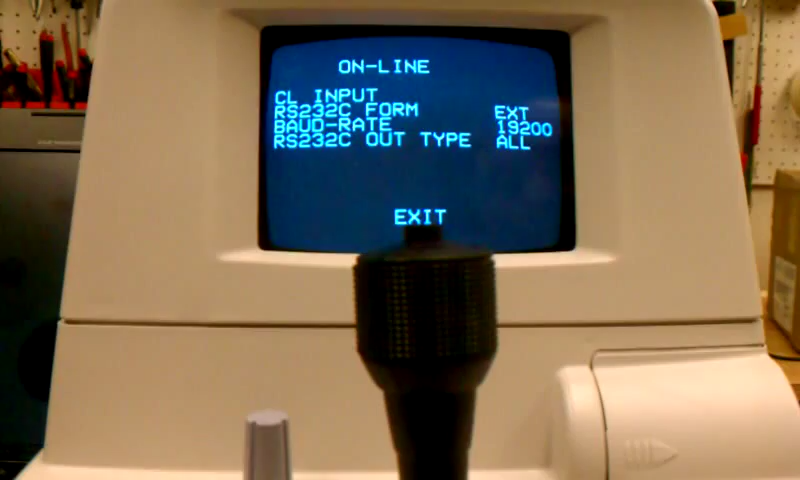 ON-LINE
CL INPUT
RS232C FORM EXT
BAUD-RATE 19200
RS232C OUT TYPE ALL
EXIT